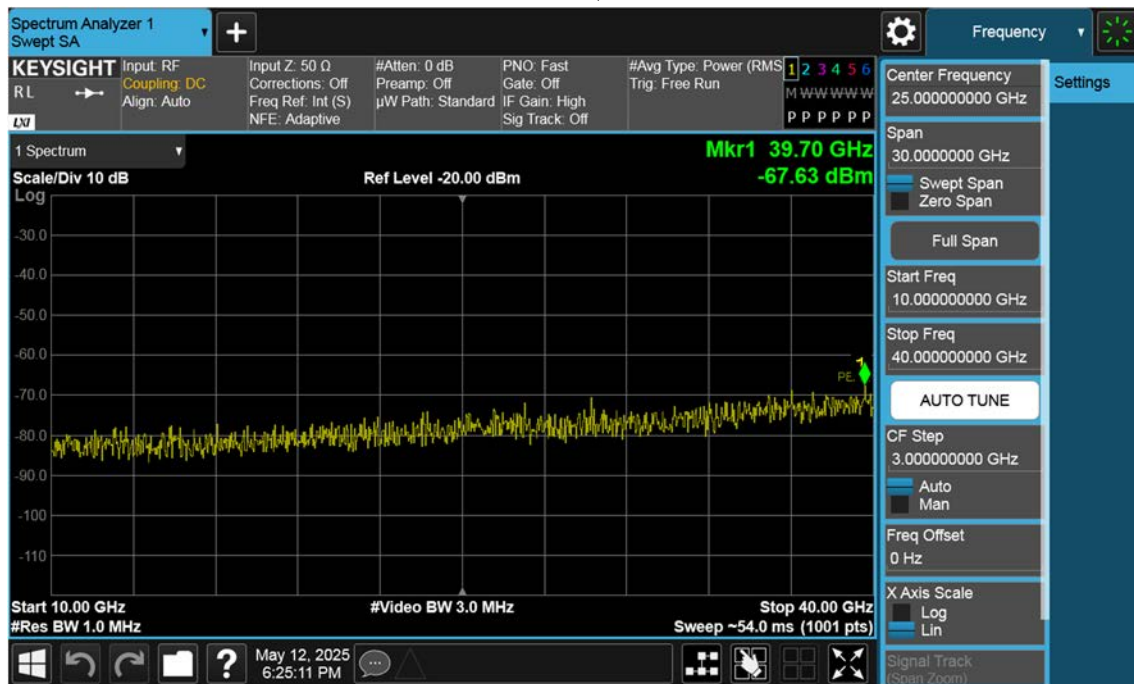 Spectrum Analyzer 1
Swept SA
Frequency
KEYSIGHT
R L
LXI
Input: RF
Coupling: DC
Align: Auto
Input Z: 50 Ω
Corrections: Off
Freq Ref: Int (S)
NFE: Adaptive
#Atten: 0 dB
Preamp: Off
µW Path: Standard
PNO: Fast
Gate: Off
IF Gain: High
Sig Track: Off
#Avg Type: Power (RMS
Trig: Free Run
1 2 3 4 5 6
M W W W W W
P P P P P P
Settings
1 Spectrum
Mkr1 39.70 GHz
Scale/Div 10 dB
Ref Level -20.00 dBm
-67.63 dBm
Log
-30.0
-40.0
-50.0
-60.0
-70.0
-80.0
-90.0
-100
-110
1
Start 10.00 GHz
#Video BW 3.0 MHz
Stop 40.00 GHz
#Res BW 1.0 MHz
Sweep ~54.0 ms (1001 pts)
Center Frequency
25.000000000 GHz
Span
30.0000000 GHz
Swept Span
Zero Span
Full Span
Start Freq
10.000000000 GHz
Stop Freq
40.000000000 GHz
AUTO TUNE
CF Step
3.000000000 GHz
Auto
Man
Freq Offset
0 Hz
X Axis Scale
Log
Lin
Signal Track
(Span Zoom)
?
May 12, 2025
6:25:11 PM